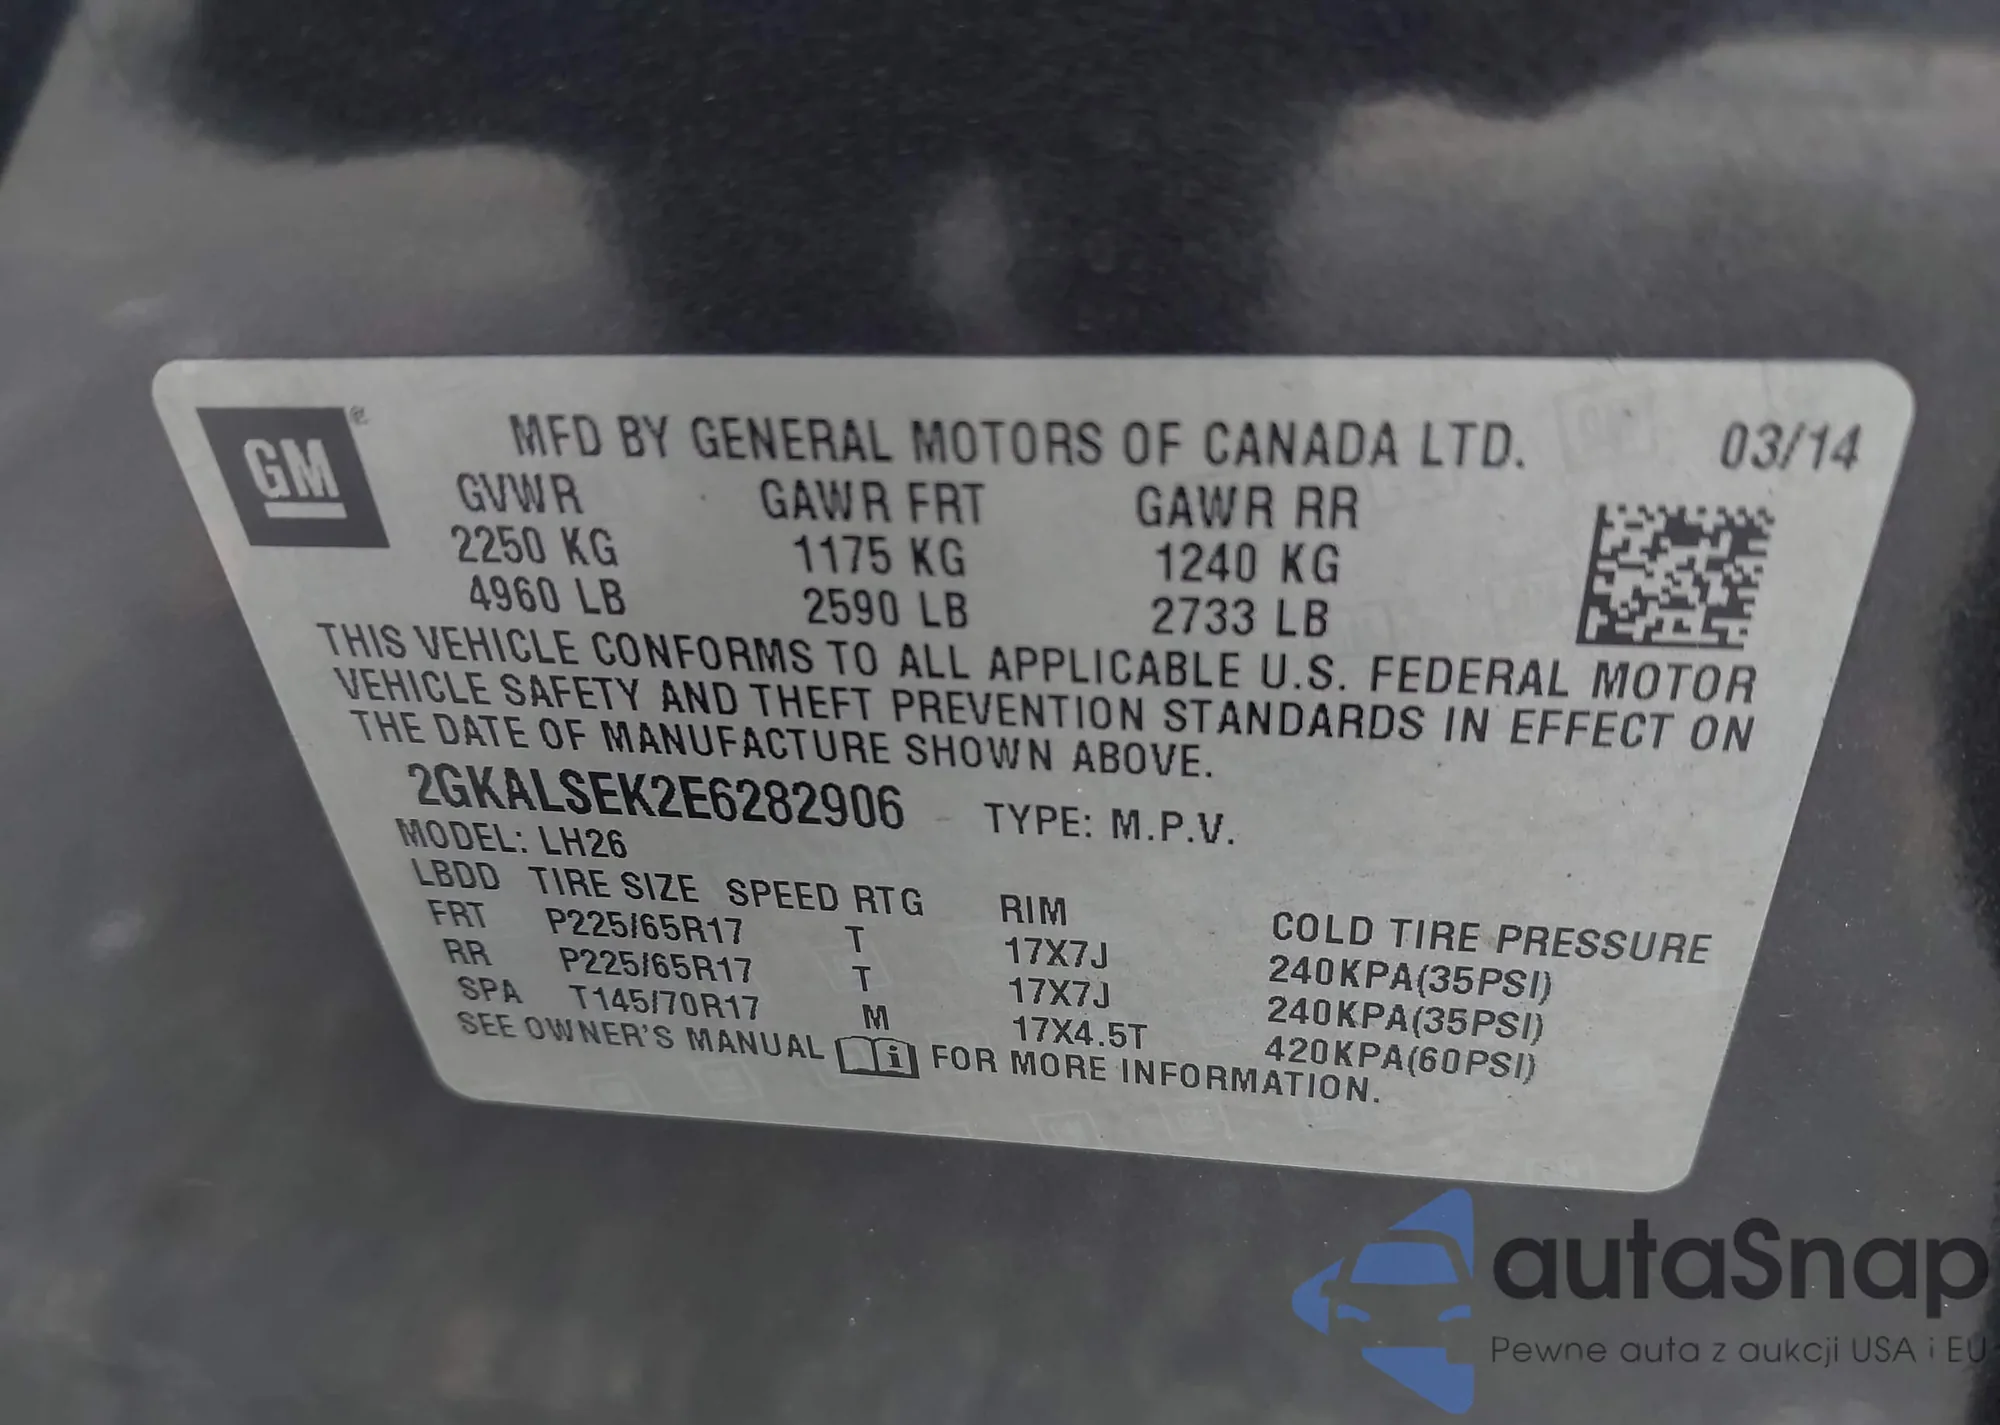 GM
MFD BY GENERAL MOTORS OF CANADA LTD. 03/14
GVWR GAWR FRT GAWR RR
2250 KG 1175 KG 1240 KG
4960 LB 2590 LB 2733 LB
THIS VEHICLE CONFORMS TO ALL APPLICABLE U.S. FEDERAL MOTOR
VEHICLE SAFETY AND THEFT PREVENTION STANDARDS IN EFFECT ON
THE DATE OF MANUFACTURE SHOWN ABOVE.
2GKALSEK2E6282906 TYPE: M.P.V.
MODEL: LH26
LBDD TIRE SIZE SPEED RTG RIM COLD TIRE PRESSURE
FRT P225/65R17 T 17X7J 240KPA(35PSI)
RR P225/65R17 T 17X7J 240KPA(35PSI)
SPA T145/70R17 M 17X4.5T 420KPA(60PSI)
SEE OWNER'S MANUAL i FOR MORE INFORMATION.
autaSnap
Pewne auta z aukcji USA i EU